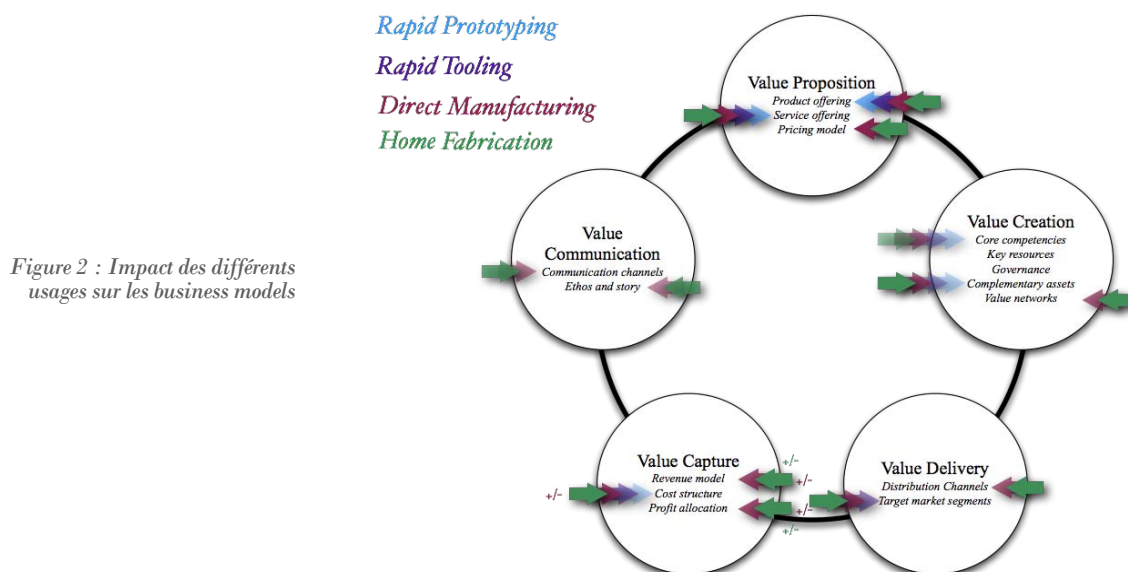 Rapid Prototyping
Rapid Tooling
Direct Manufacturing
Home Fabrication
Figure 2 : Impact des différents
usages sur les business models
Value Proposition
Product offering
Service offering
Pricing model
Value Creation
Core competencies
Key resources
Governance
Complementary assets
Value networks
Value
Communication
Communication channels
Ethos and story
Value Capture
Revenue model
Cost structure
Profit allocation
+/-
+/-
+/-
+/-
+/-
Value Delivery
Distribution Channels
Target market segments